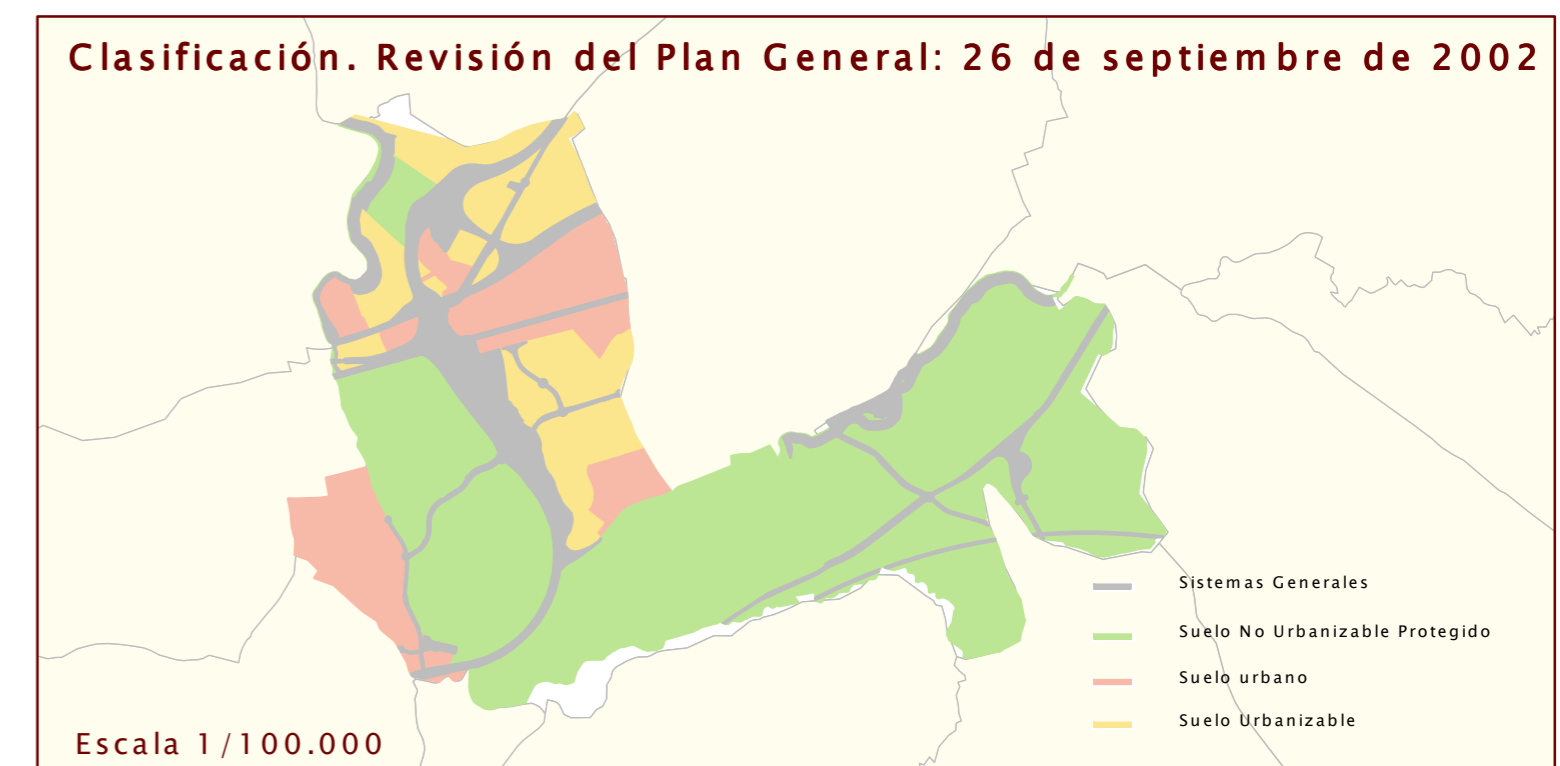 Clasificación. Revisión del Plan General: 26 de septiembre de 2002
Sistemas Generales
Suelo No Urbanizable Protegido
Suelo urbano
Suelo Urbanizable
Escala 1/100.000